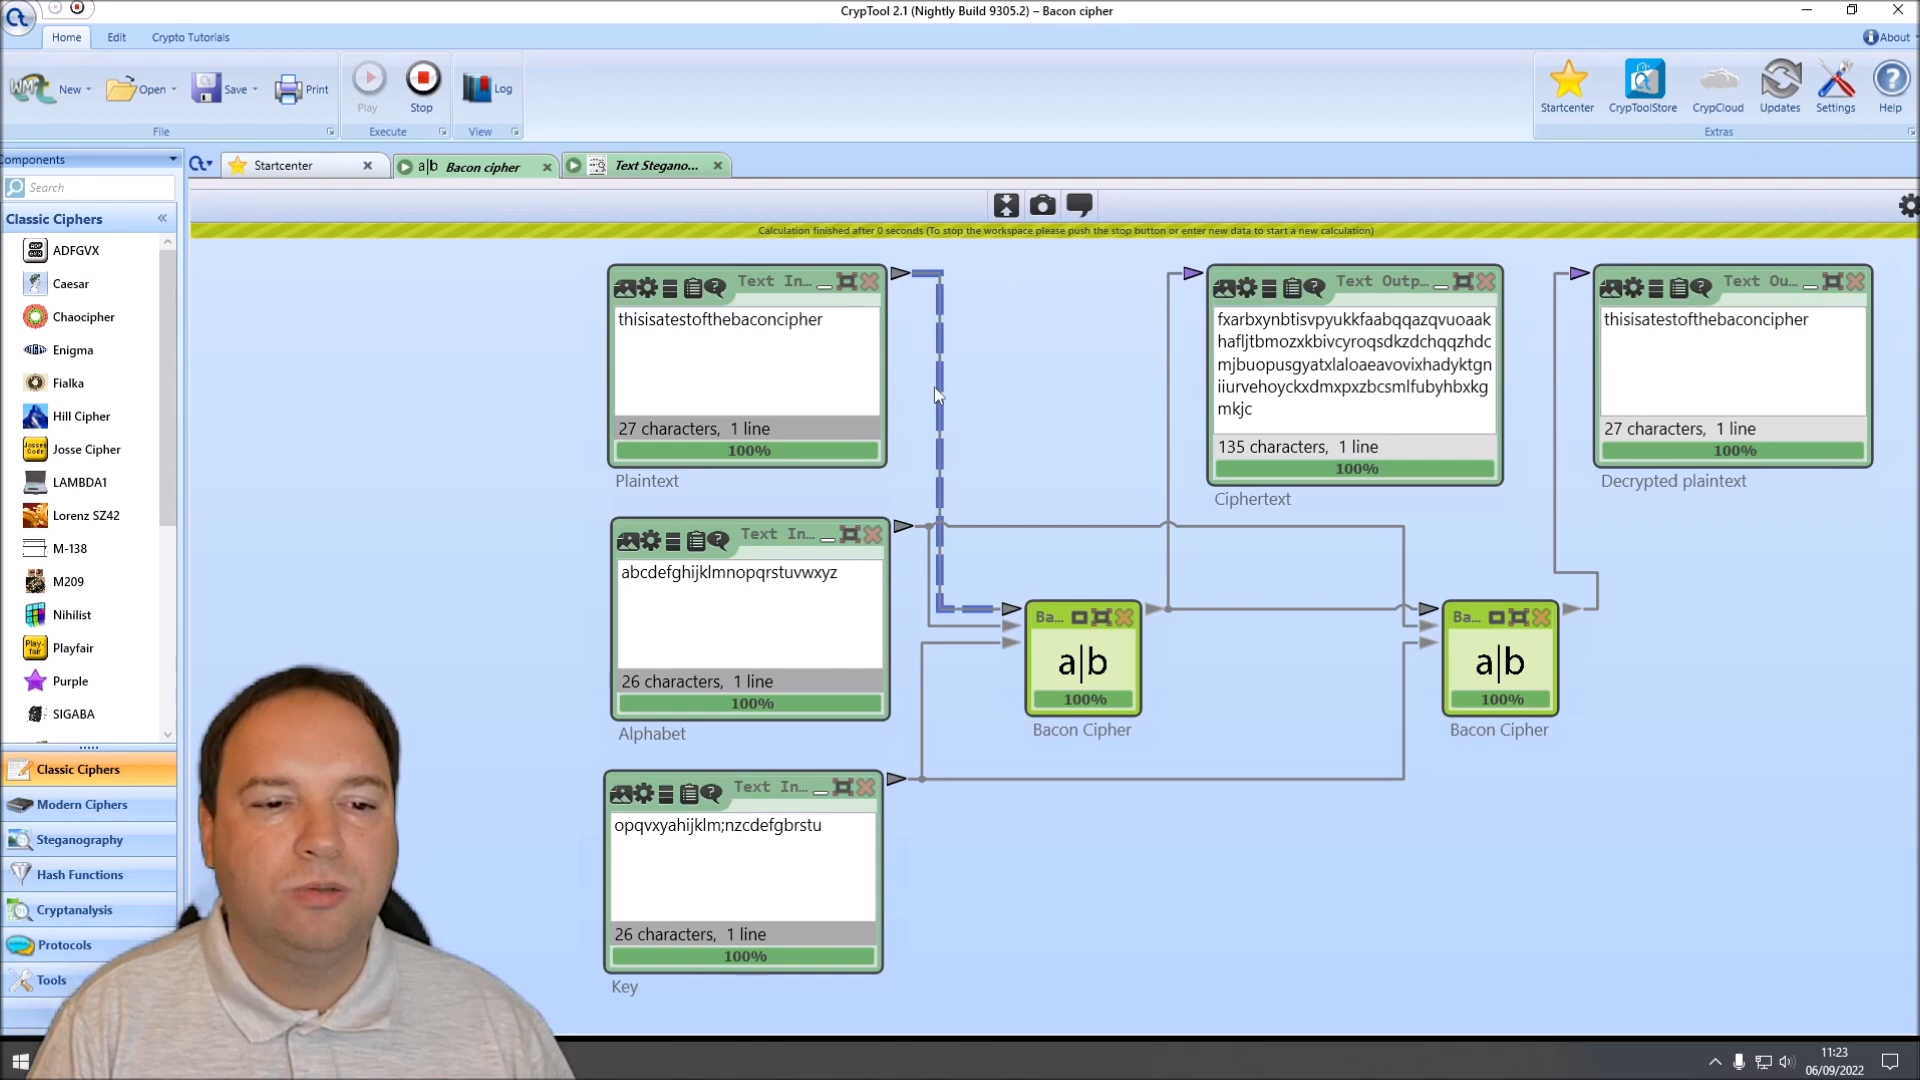 CrypTool 2.1 (Nightly Build 9305.2) – Bacon cipher
Home Edit Crypto Tutorials
About
New Open Save Print
Play Stop Log
File Execute View
Startcenter CrypToolStore CrypCloud Updates Settings Help
Extras
Components
Search
Classic Ciphers
ADFGVX
Caesar
Chaocipher
Enigma
Fialka
Hill Cipher
Josse Cipher
LAMBDA1
Lorenz SZ42
M-138
M209
Nihilist
Playfair
Purple
SIGABA
Classic Ciphers
Modern Ciphers
Steganography
Hash Functions
Cryptanalysis
Protocols
Tools
Startcenter
a|b Bacon cipher
Text Stegano...
Calculation finished after 0 seconds (To stop the workspace please push the stop button or enter new data to start a new calculation)
Text In...
thisisatestofthebaconcipher
27 characters, 1 line
100%
Plaintext
Text In...
abcdefghijklmnopqrstuvwxyz
26 characters, 1 line
100%
Alphabet
Text In...
opqvxyahijklm;nzcdefgbrstu
26 characters, 1 line
100%
Key
Ba...
a|b
100%
Bacon Cipher
Text Outp...
fxarbxynbtisvpyukkfaabqqazqvuoaak
hafljtbmozxkbivcyroqsdkzdchqqzhdc
mjbuopusgyatxlaloaeavovixhadyktgn
iiurvehoyckxdmxpxzbcsmlfubyhbxkg
mkjc
135 characters, 1 line
100%
Ciphertext
Ba...
a|b
100%
Bacon Cipher
Text Ou...
thisisatestofthebaconcipher
27 characters, 1 line
100%
Decrypted plaintext
11:23
06/09/2022